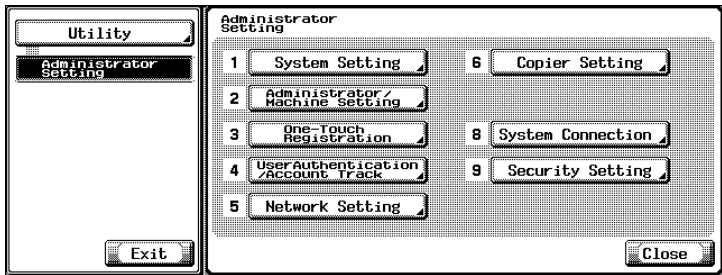 Utility
Administrator
Setting
Exit
Administrator
Setting
1 System Setting
2 Administrator/
Machine Setting
3 One-Touch
Registration
4 UserAuthentication
/Account Track
5 Network Setting
6 Copier Setting
8 System Connection
9 Security Setting
Close